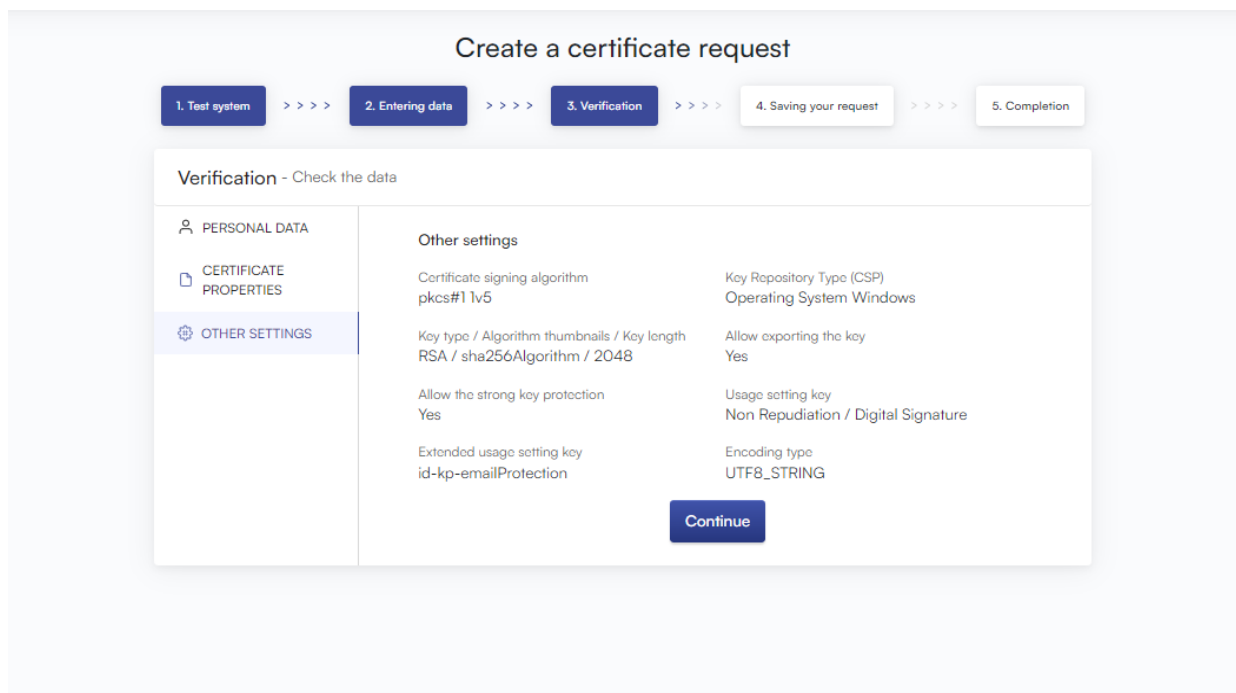 Create a certificate request
1. Test system > > > > 2. Entering data > > > > 3. Verification > > > > 4. Saving your request > > > > 5. Completion
Verification - Check the data
PERSONAL DATA
CERTIFICATE
PROPERTIES
OTHER SETTINGS
Other settings
Certificate signing algorithm
pkcs#1 1v5
Key Repository Type (CSP)
Operating System Windows
Key type / Algorithm thumbnails / Key length
RSA / sha256Algorithm / 2048
Allow exporting the key
Yes
Allow the strong key protection
Yes
Usage setting key
Non Repudiation / Digital Signature
Extended usage setting key
id-kp-emailProtection
Encoding type
UTF8_STRING
Continue